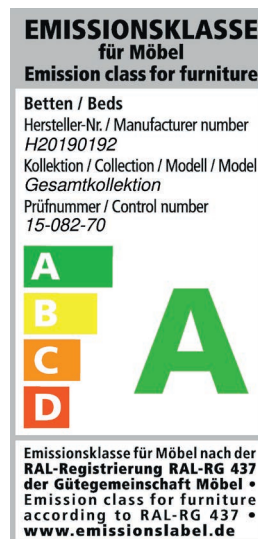 EMISSIONSKLASSE
für Möbel
Emission class for furniture
Betten / Beds
Hersteller-Nr. / Manufacturer number
H20190192
Kollektion / Collection / Modell / Model
Gesamtkollektion
Prüfnummer / Control number
15-082-70
A
B
C
D
A
Emissionsklasse für Möbel nach der
RAL-Registrierung RAL-RG 437
der Gütegemeinschaft Möbel •
Emission class for furniture
according to RAL-RG 437 •
www.emissionslabel.de